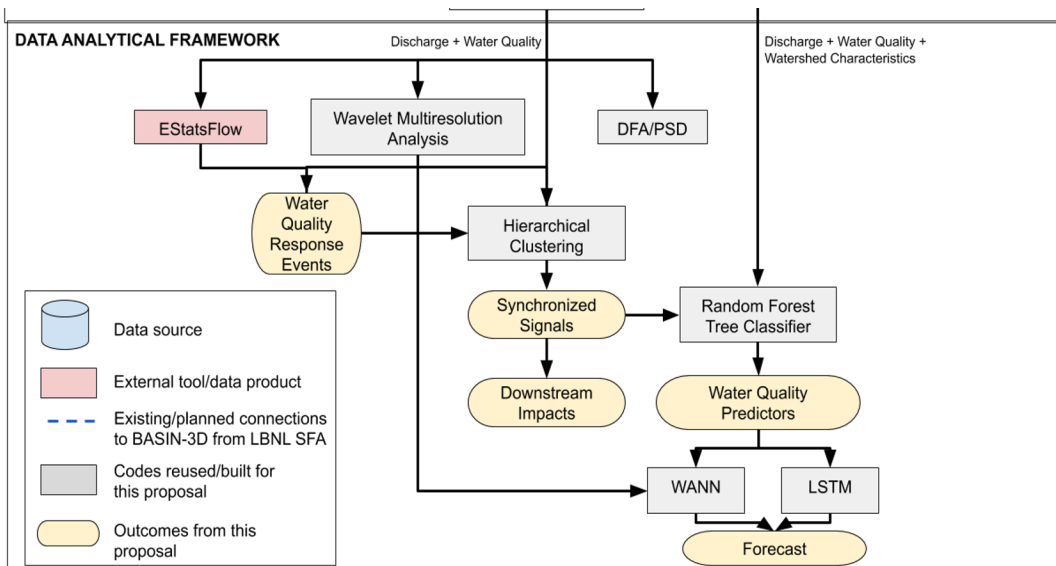 DATA ANALYTICAL FRAMEWORK
Discharge + Water Quality
Discharge + Water Quality +
Watershed Characteristics
EStatsFlow
Wavelet Multiresolution
Analysis
DFA/PSD
Water
Quality
Response
Events
Hierarchical
Clustering
Synchronized
Signals
Random Forest
Tree Classifier
Downstream
Impacts
Water Quality
Predictors
WANN
LSTM
Forecast
Data source
External tool/data product
Existing/planned connections
to BASIN-3D from LBNL SFA
Codes reused/built for
this proposal
Outcomes from this
proposal